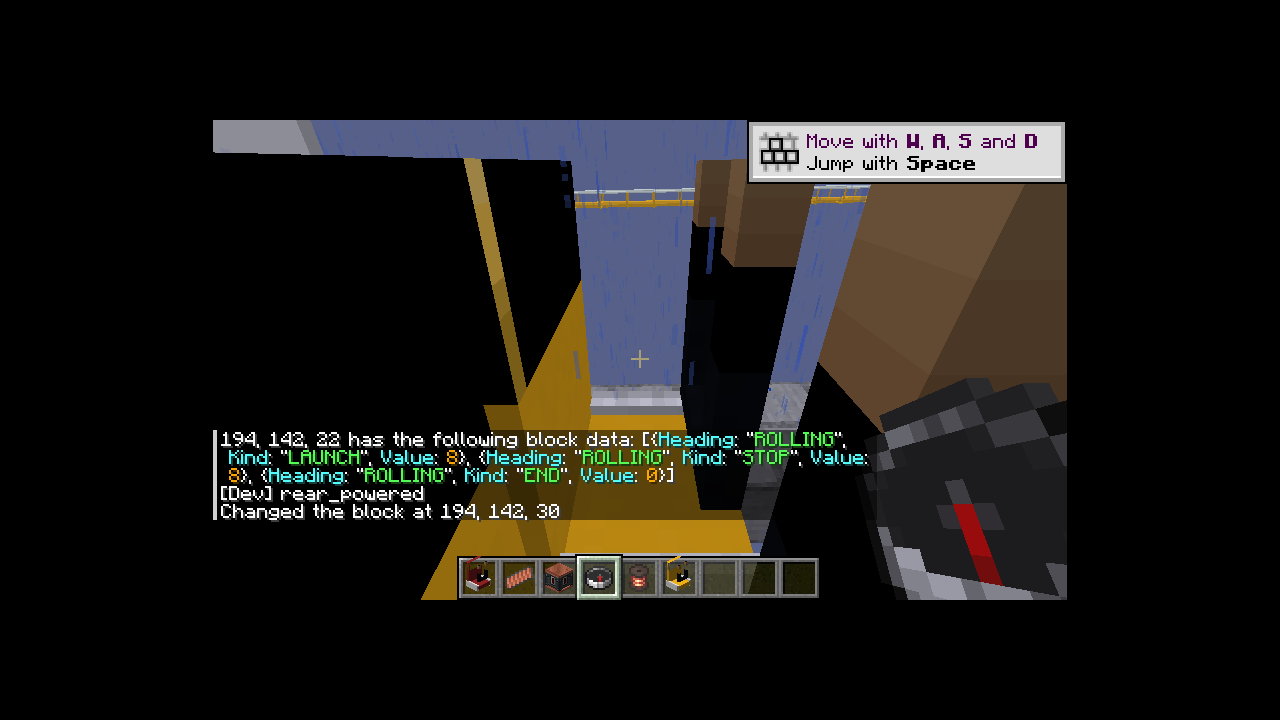 Move with W, A, S and D
Jump with Space
194, 142, 22 has the following block data: [{Heading: "ROLLING",
Kind: "LAUNCH", Value: 8}, {Heading: "ROLLING", Kind: "STOP", Value:
8}, {Heading: "ROLLING", Kind: "END", Value: 0}]
[Dev] rear_powered
Changed the block at 194, 142, 30